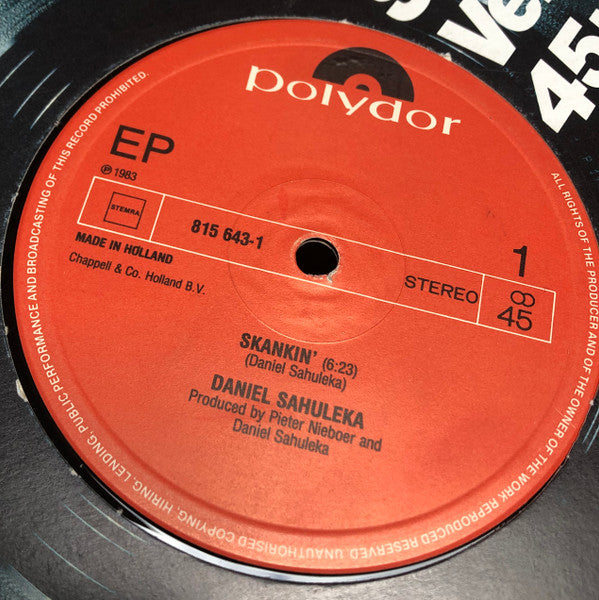 polydor
EP
℗ 1983
STEMRA
815 643-1
MADE IN HOLLAND
Chappell & Co. Holland B.V.
1
STEREO
45
SKANKIN' (6:23)
(Daniel Sahuleka)
DANIEL SAHULEKA
Produced by Pieter Nieboer and
Daniel Sahuleka
ALL RIGHTS OF THE PRODUCER AND OF THE OWNER OF THE WORK REPRODUCED RESERVED. UNAUTHORISED COPYING, HIRING, LENDING, PUBLIC PERFORMANCE AND BROADCASTING OF THIS RECORD PROHIBITED.
45